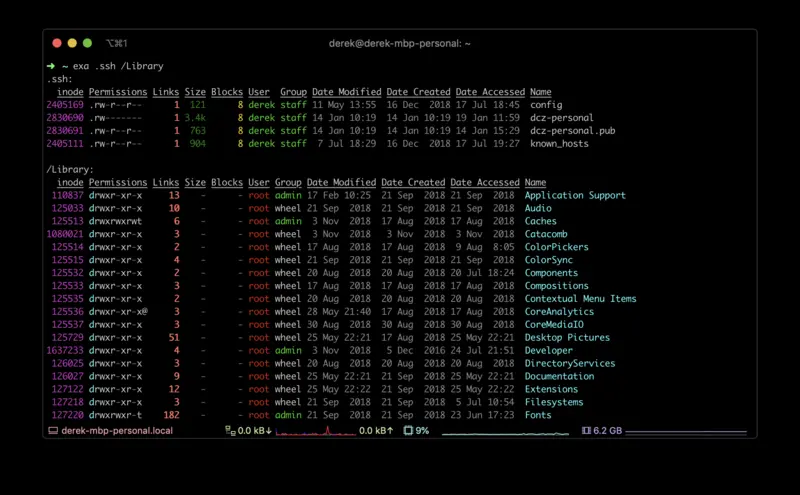 ⌥⌘1
derek@derek-mbp-personal: ~
➜ ~ exa .ssh /Library
.ssh:
inode Permissions Links Size Blocks User Group Date Modified Date Created Date Accessed Name
2405169 .rw-r--r-- 1 121 8 derek staff 11 May 13:55 16 Dec 2018 17 Jul 18:45 config
2830690 .rw------- 1 3.4k 8 derek staff 14 Jan 10:19 14 Jan 10:19 19 Jan 11:59 dcz-personal
2830691 .rw-r--r-- 1 763 8 derek staff 14 Jan 10:19 14 Jan 10:19 14 Jan 15:29 dcz-personal.pub
2405111 .rw-r--r-- 1 904 8 derek staff 7 Jul 18:29 16 Dec 2018 17 Jul 19:27 known_hosts
/Library:
inode Permissions Links Size Blocks User Group Date Modified Date Created Date Accessed Name
110837 drwxr-xr-x 13 - - root admin 17 Feb 10:25 21 Sep 2018 21 Sep 2018 Application Support
125033 drwxr-xr-x 10 - - root wheel 21 Sep 2018 21 Sep 2018 21 Sep 2018 Audio
125513 drwxrwxrwt 6 - - root admin 3 Nov 2018 17 Aug 2018 17 Aug 2018 Caches
1080021 drwxr-xr-x 3 - - root wheel 3 Nov 2018 3 Nov 2018 3 Nov 2018 Catacomb
125514 drwxr-xr-x 2 - - root wheel 17 Aug 2018 17 Aug 2018 9 Aug 8:05 ColorPickers
125515 drwxr-xr-x 4 - - root wheel 21 Sep 2018 21 Sep 2018 21 Sep 2018 ColorSync
125532 drwxr-xr-x 2 - - root wheel 20 Aug 2018 20 Aug 2018 20 Jul 18:24 Components
125533 drwxr-xr-x 3 - - root wheel 17 Aug 2018 17 Aug 2018 17 Aug 2018 Compositions
125535 drwxr-xr-x 2 - - root wheel 20 Aug 2018 20 Aug 2018 20 Aug 2018 Contextual Menu Items
125536 drwxr-xr-x@ 3 - - root wheel 28 May 21:40 17 Aug 2018 17 Aug 2018 CoreAnalytics
125537 drwxr-xr-x 3 - - root wheel 30 Aug 2018 30 Aug 2018 30 Aug 2018 CoreMediaIO
125729 drwxr-xr-x 51 - - root wheel 25 May 22:21 17 Aug 2018 25 May 22:21 Desktop Pictures
1637233 drwxr-xr-x 4 - - root admin 3 Nov 2018 5 Dec 2016 24 Jul 21:51 Developer
126025 drwxr-xr-x 3 - - root wheel 20 Aug 2018 20 Aug 2018 20 Aug 2018 DirectoryServices
126027 drwxr-xr-x 9 - - root wheel 25 May 22:21 21 Sep 2018 25 May 22:21 Documentation
127122 drwxr-xr-x 12 - - root wheel 25 May 22:22 21 Sep 2018 25 May 22:21 Extensions
127218 drwxr-xr-x 3 - - root wheel 21 Sep 2018 21 Sep 2018 5 Jul 10:54 Filesystems
127220 drwxrwxr-t 182 - - root admin 21 Sep 2018 21 Sep 2018 23 Jun 17:23 Fonts
derek-mbp-personal.local 0.0 kB↓ 0.0 kB↑ 9% 6.2 GB